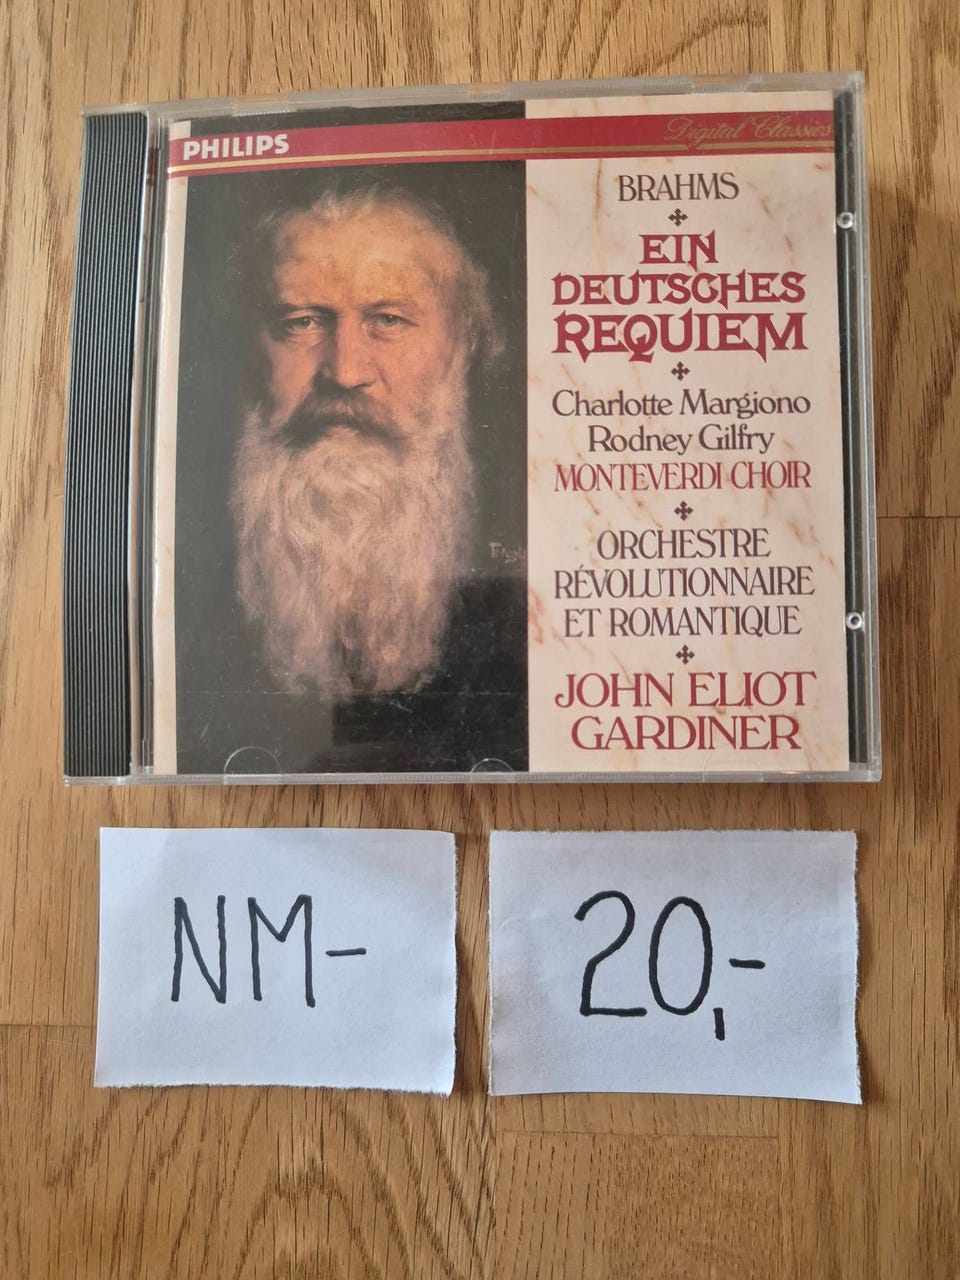 PHILIPS
Digital Classics
BRAHMS
EIN
DEUTSCHES
REQUIEM
Charlotte Margiono
Rodney Gilfry
MONTEVERDI CHOIR
ORCHESTRE
RÉVOLUTIONNAIRE
ET ROMANTIQUE
JOHN ELIOT
GARDINER
NM-
20,-